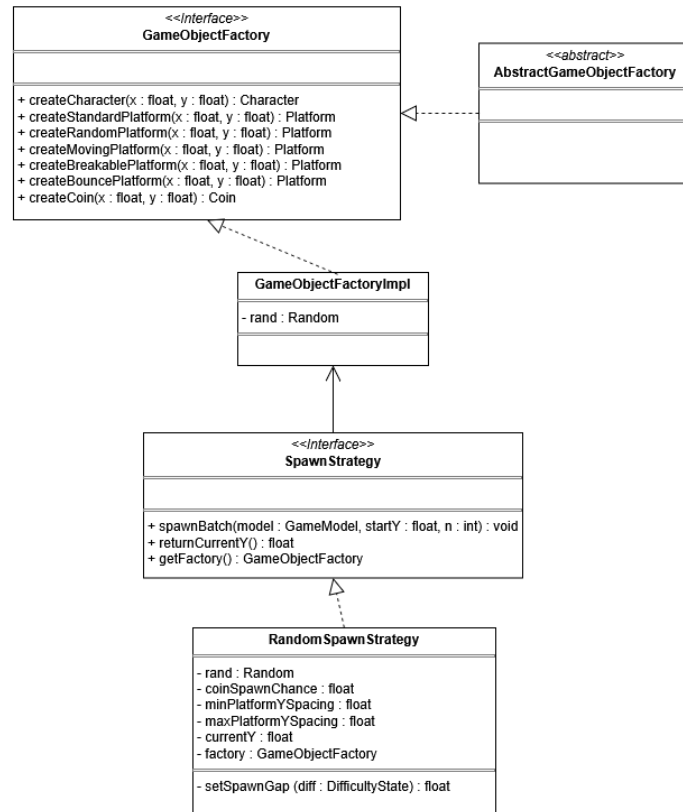 <<Interface>>
GameObjectFactory
+ createCharacter(x : float, y : float) : Character
+ createStandardPlatform(x : float, y : float) : Platform
+ createRandomPlatform(x : float, y : float) : Platform
+ createMovingPlatform(x : float, y : float) : Platform
+ createBreakablePlatform(x : float, y : float) : Platform
+ createBouncePlatform(x : float, y : float) : Platform
+ createCoin(x : float, y : float) : Coin
<<abstract>>
AbstractGameObjectFactory
GameObjectFactoryImpl
- rand : Random
<<Interface>>
SpawnStrategy
+ spawnBatch(model : GameModel, startY : float, n : int) : void
+ returnCurrentY() : float
+ getFactory() : GameObjectFactory
RandomSpawnStrategy
- rand : Random
- coinSpawnChance : float
- minPlatformYSpacing : float
- maxPlatformYSpacing : float
- currentY : float
- factory : GameObjectFactory
- setSpawnGap (diff : DifficultyState) : float